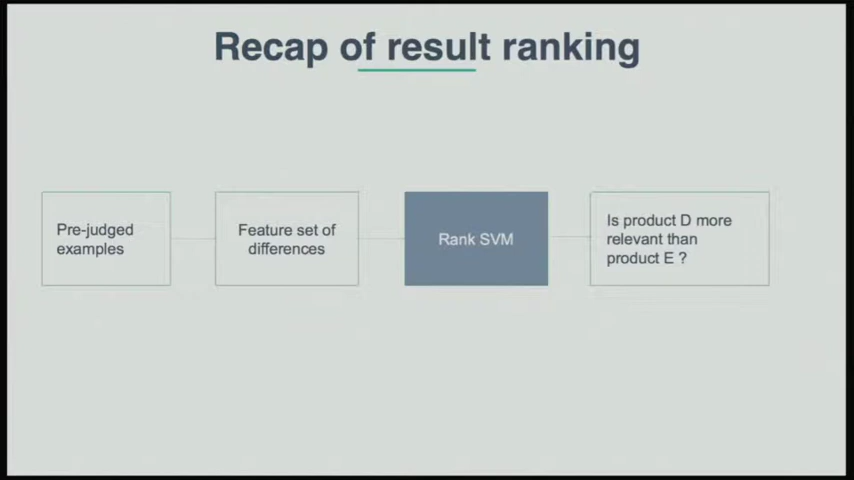 Recap of result ranking
Pre-judged
examples
Feature set of
differences
Rank SVM
Is product D more
relevant than
product E ?